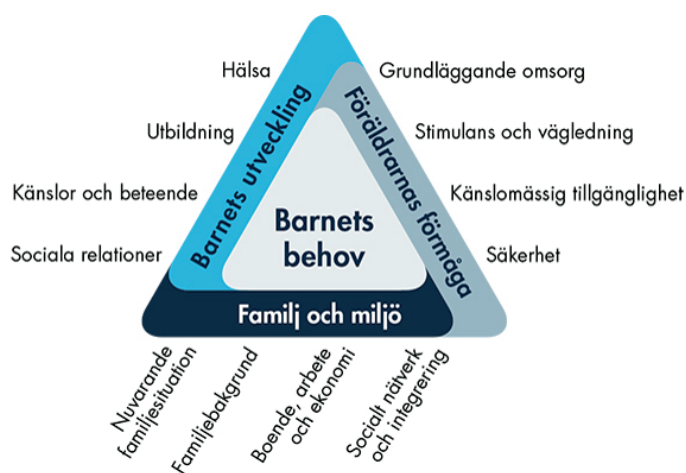 Hälsa
Utbildning
Känslor och beteende
Sociala relationer
Barnets utveckling
Föräldrarnas förmåga
Grundläggande omsorg
Stimulans och vägledning
Känslomässig tillgänglighet
Säkerhet
Barnets
behov
Familj och miljö
Nuvarande
familjesituation
Familjebakgrund
Boende, arbete
och ekonomi
Socialt nätverk
och integrering